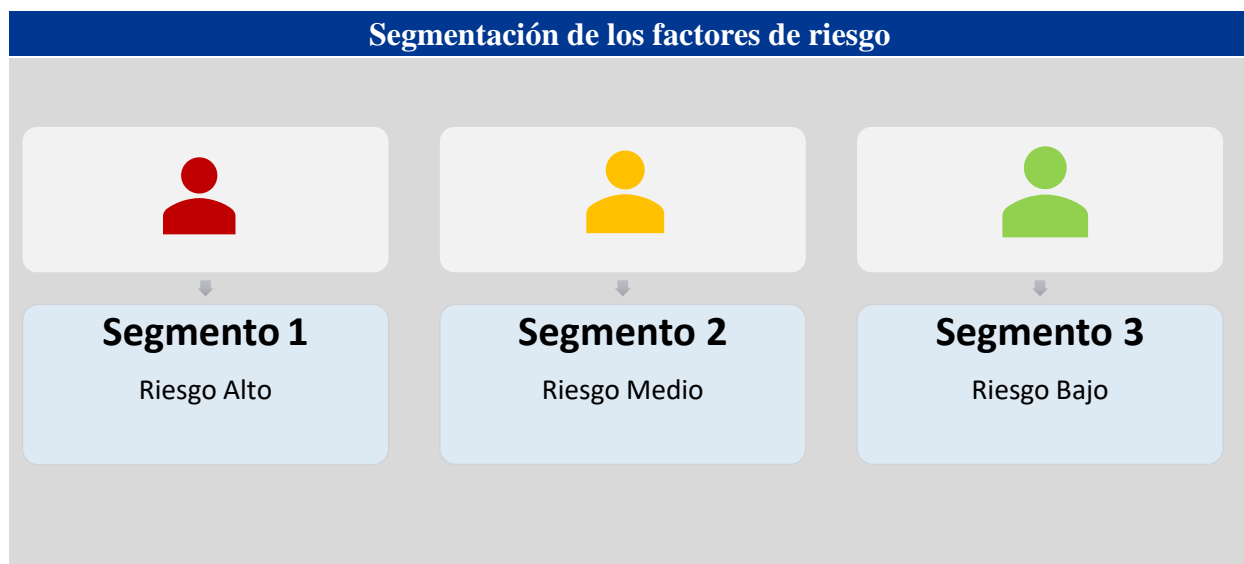 Segmentación de los factores de riesgo
Segmento 1
Riesgo Alto
Segmento 2
Riesgo Medio
Segmento 3
Riesgo Bajo